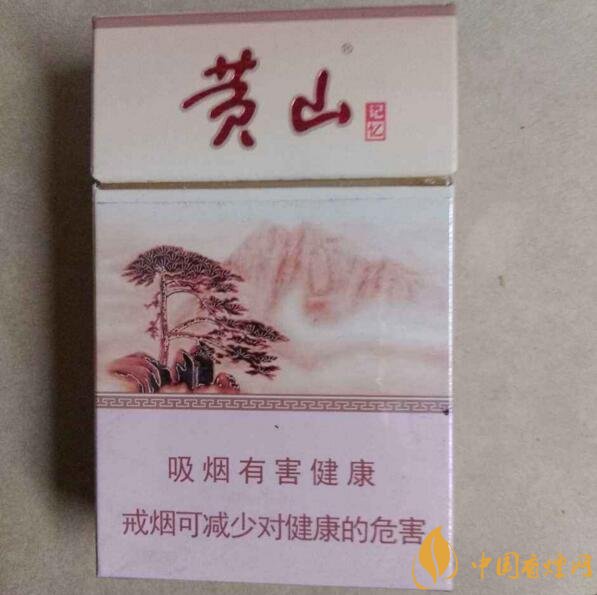 黄山®
记忆
吸烟有害健康
戒烟可减少对健康的危害
中国香烟网